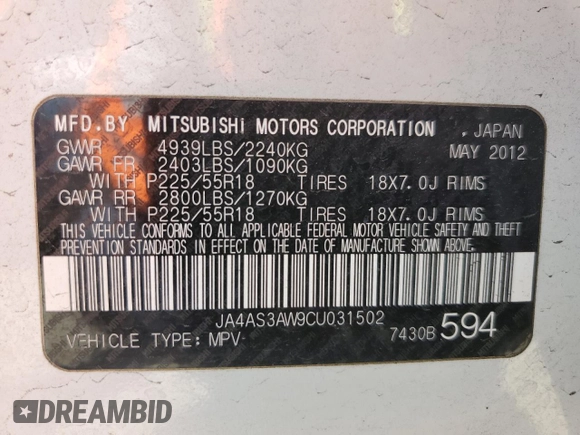 MFD.BY MITSUBISHI MOTORS CORPORATION , JAPAN
GVWR 4939LBS/2240KG MAY 2012
GAWR FR 2403LBS/1090KG
WITH P225/55R18 TIRES 18X7.0J RIMS
GAWR RR 2800LBS/1270KG
WITH P225/55R18 TIRES 18X7.0J RIMS
THIS VEHICLE CONFORMS TO ALL APPLICABLE FEDERAL MOTOR VEHICLE SAFETY AND THEFT
PREVENTION STANDARDS IN EFFECT ON THE DATE OF MANUFACTURE SHOWN ABOVE.
JA4AS3AW9CU031502
VEHICLE TYPE: MPV 7430B 594
DREAMBID